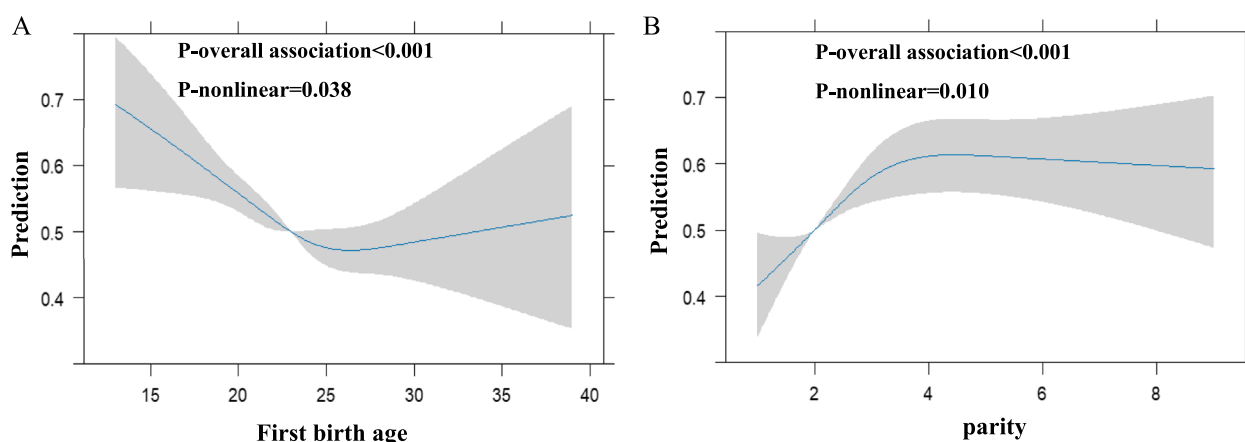 A
P-overall association<0.001
P-nonlinear=0.038
Prediction
0.7
0.6
0.5
0.4
15 20 25 30 35 40
First birth age
B
P-overall association<0.001
P-nonlinear=0.010
Prediction
0.7
0.6
0.5
0.4
2 4 6 8
parity